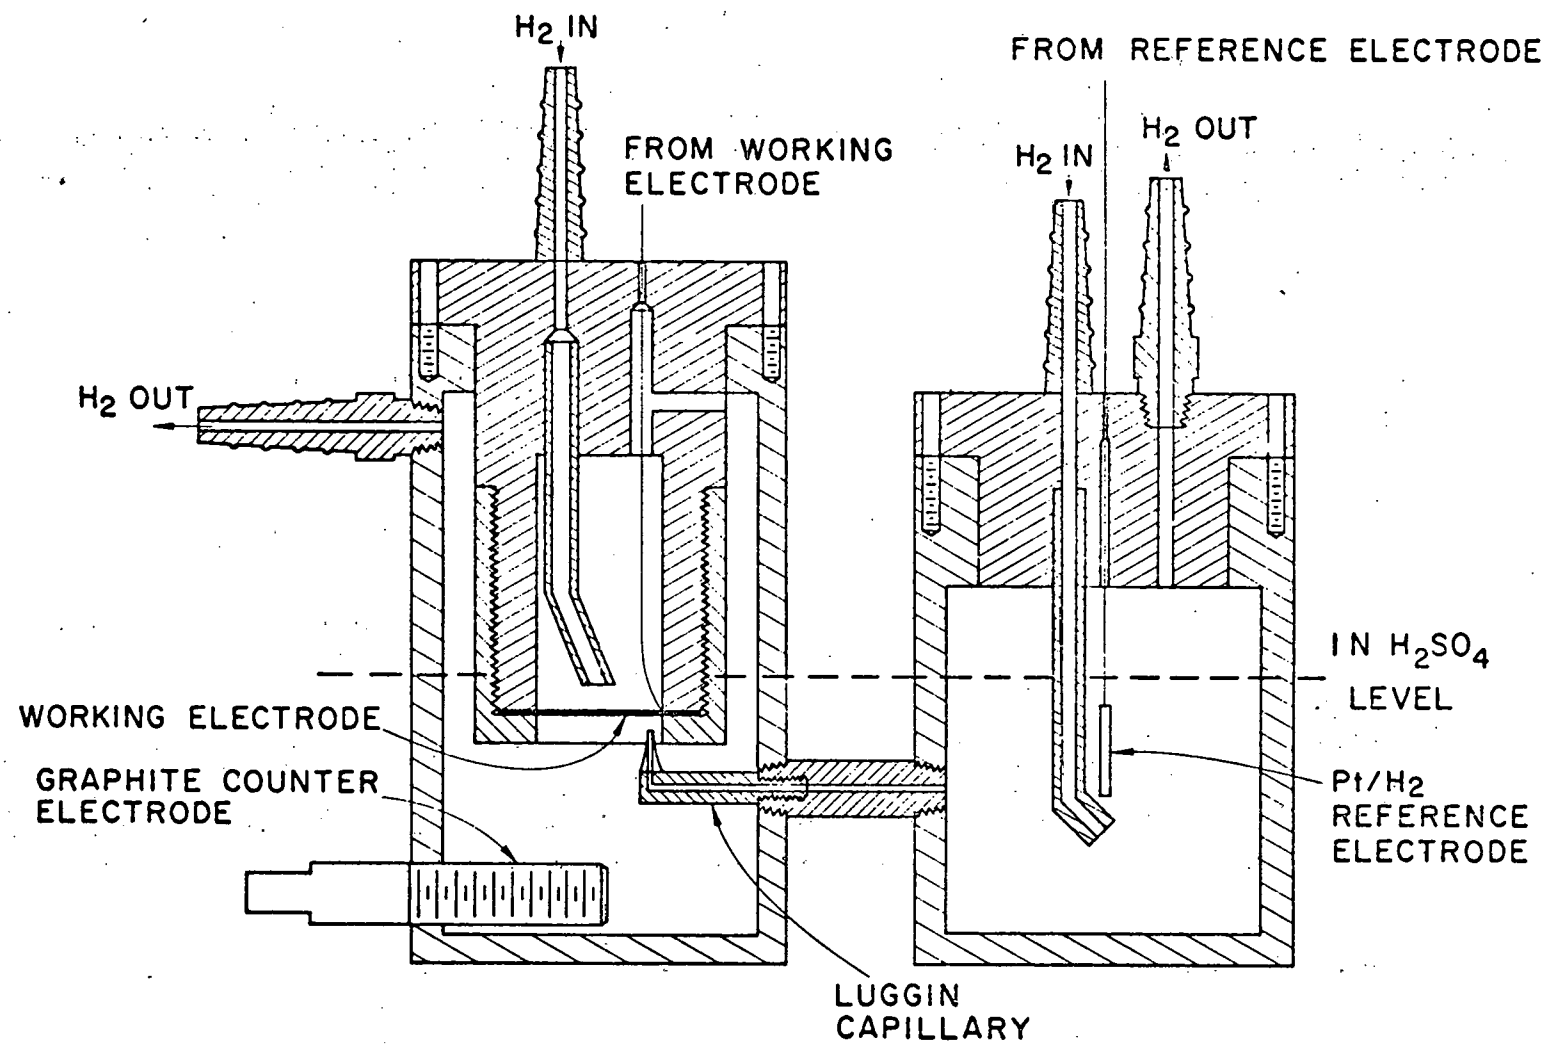 H2 IN
FROM REFERENCE ELECTRODE
H2 OUT
FROM WORKING
ELECTRODE
H2 IN
H2 OUT
IN H2SO4
LEVEL
WORKING ELECTRODE
GRAPHITE COUNTER
ELECTRODE
Pt/H2
REFERENCE
ELECTRODE
LUGGIN
CAPILLARY